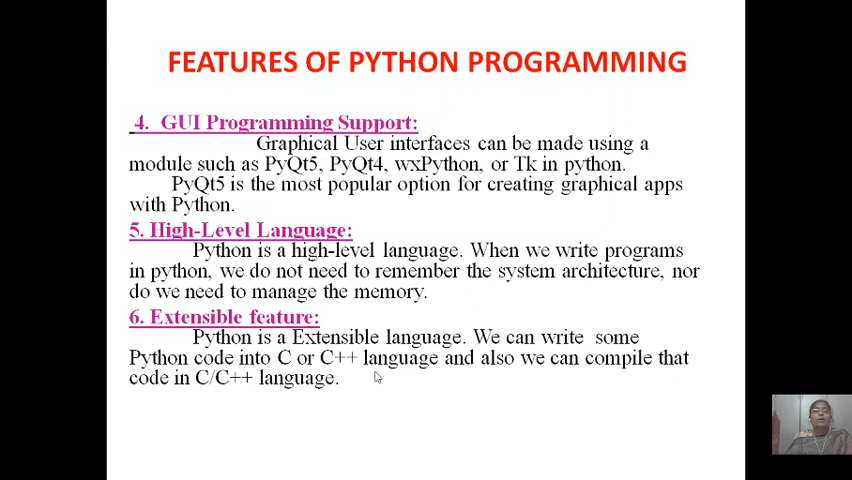 FEATURES OF PYTHON PROGRAMMING
4. GUI Programming Support:
Graphical User interfaces can be made using a
module such as PyQt5, PyQt4, wxPython, or Tk in python.
PyQt5 is the most popular option for creating graphical apps
with Python.
5. High-Level Language:
Python is a high-level language. When we write programs
in python, we do not need to remember the system architecture, nor
do we need to manage the memory.
6. Extensible feature:
Python is a Extensible language. We can write some
Python code into C or C++ language and also we can compile that
code in C/C++ language.